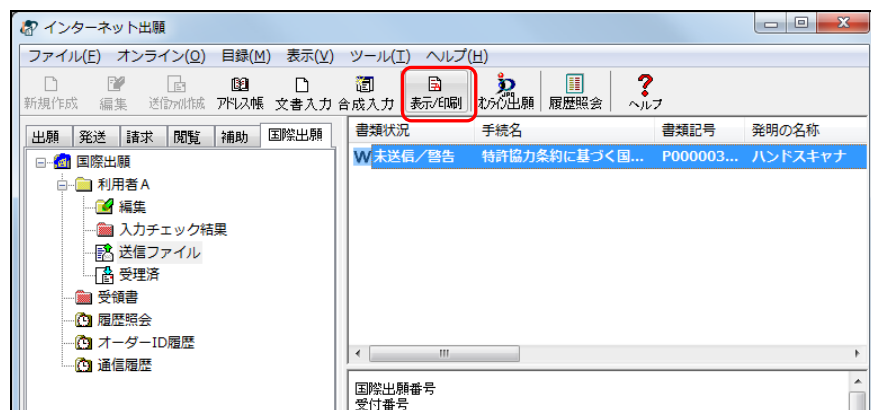 インターネット出願
ファイル(F) オンライン(O) 目録(M) 表示(V) ツール(T) ヘルプ(H)
新規作成 編集 送信ファイル作成 アドレス帳 文書入力 合成入力 表示/印刷 オンライン出願 履歴照会 ヘルプ
出願 発送 請求 閲覧 補助 国際出願
書類状況 手続名 書類記号 発明の名称
W 未送信/警告 特許協力条約に基づく国... P000003... ハンドスキャナ
国際出願
利用者A
編集
入力チェック結果
送信ファイル
受理済
受領書
履歴照会
オーダーID履歴
通信履歴
国際出願番号
受付番号